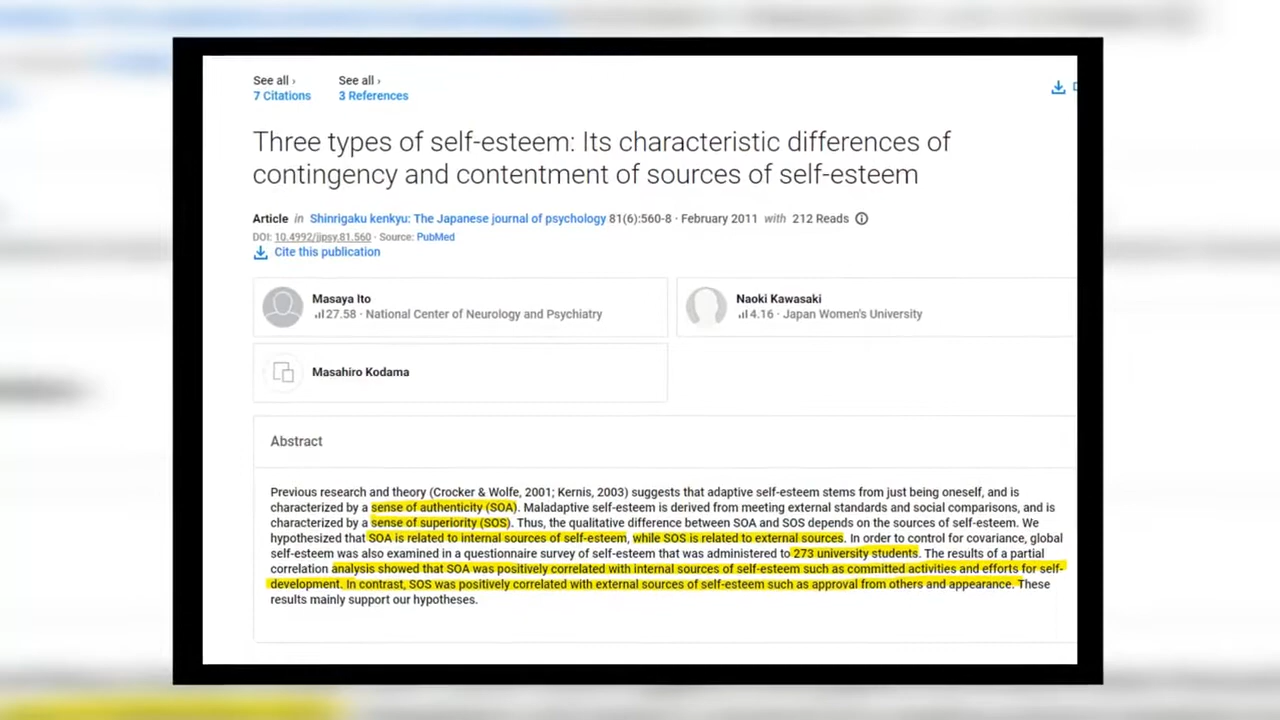 See all ›
See all ›
7 Citations
3 References
Three types of self-esteem: Its characteristic differences of
contingency and contentment of sources of self-esteem
Article in Shinrigaku kenkyu: The Japanese journal of psychology 81(6):560-8 · February 2011 with 212 Reads
DOI: 10.4992/jjpsy.81.560 · Source: PubMed
Cite this publication
Masaya Ito
27.58 · National Center of Neurology and Psychiatry
Naoki Kawasaki
4.16 · Japan Women's University
Masahiro Kodama
Abstract
Previous research and theory (Crocker & Wolfe, 2001; Kernis, 2003) suggests that adaptive self-esteem stems from just being oneself, and is
characterized by a sense of authenticity (SOA). Maladaptive self-esteem is derived from meeting external standards and social comparisons, and is
characterized by a sense of superiority (SOS). Thus, the qualitative difference between SOA and SOS depends on the sources of self-esteem. We
hypothesized that SOA is related to internal sources of self-esteem, while SOS is related to external sources. In order to control for covariance, global
self-esteem was also examined in a questionnaire survey of self-esteem that was administered to 273 university students. The results of a partial
correlation analysis showed that SOA was positively correlated with internal sources of self-esteem such as committed activities and efforts for self-
development. In contrast, SOS was positively correlated with external sources of self-esteem such as approval from others and appearance. These
results mainly support our hypotheses.